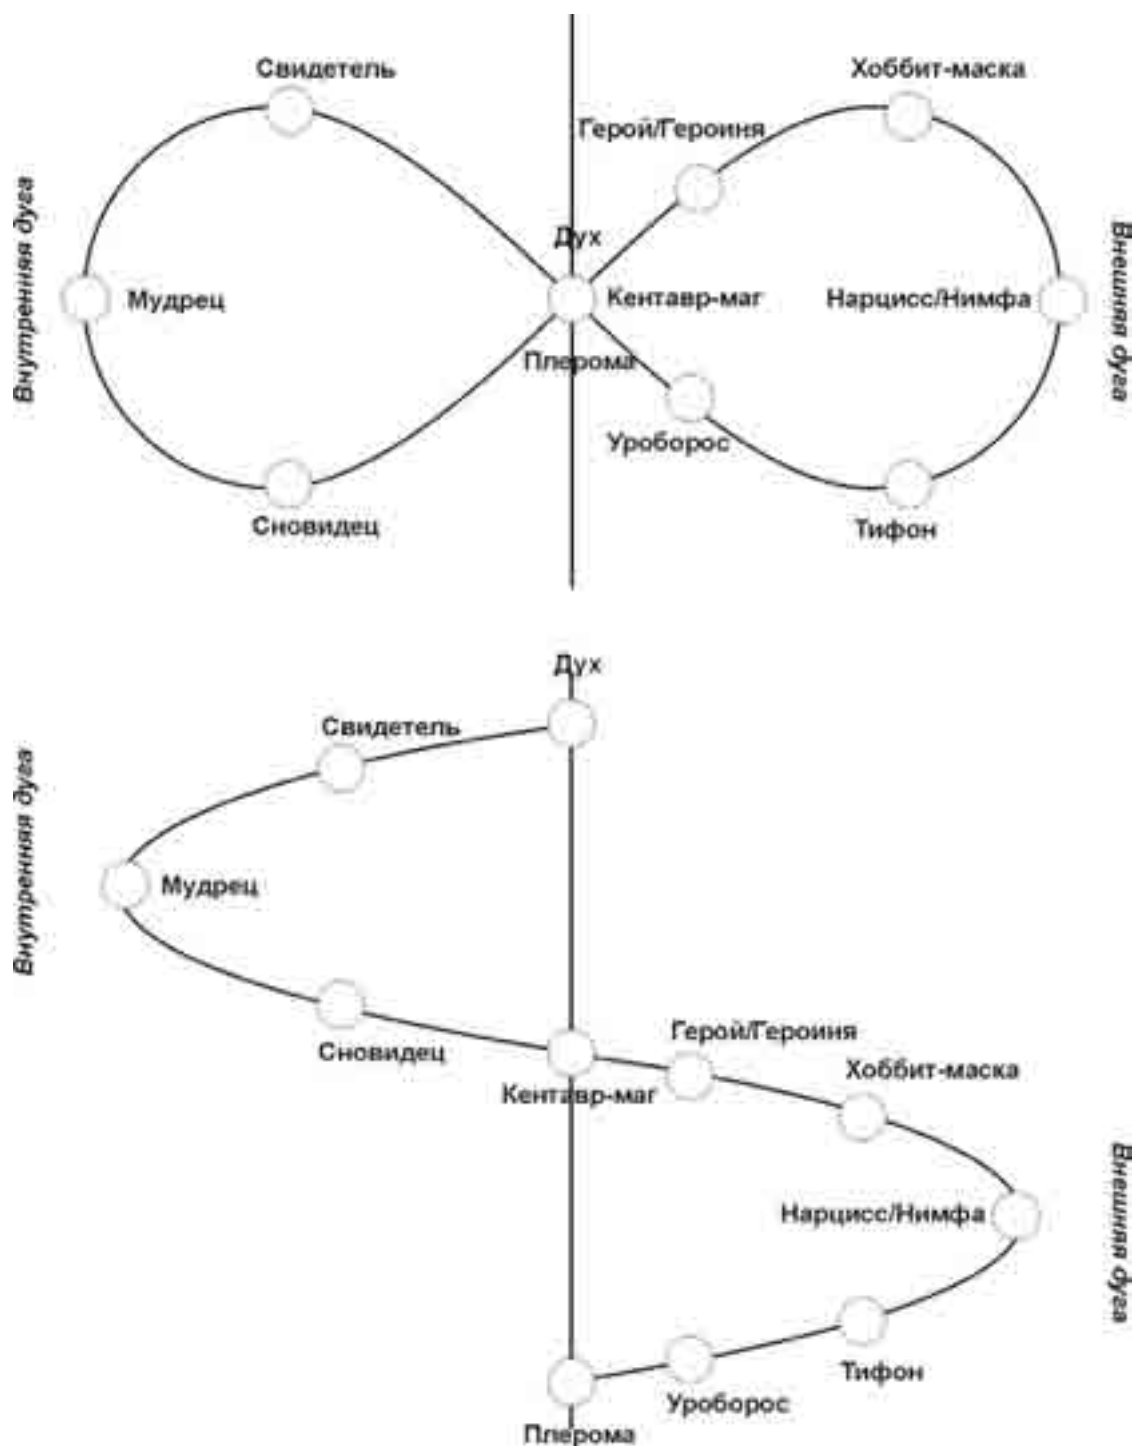 Свидетель
Хоббит-маска
Герой/Героиня
Внутренняя дуга
Внешняя дуга
Дух
Мудрец
Кентавр-маг
Нарцисс/Нимфа
Плерома
Уроборос
Сновидец
Тифон
Дух
Свидетель
Внутренняя дуга
Мудрец
Герой/Героиня
Сновидец
Хоббит-маска
Кентавр-маг
Нарцисс/Нимфа
Внешняя дуга
Тифон
Уроборос
Плерома